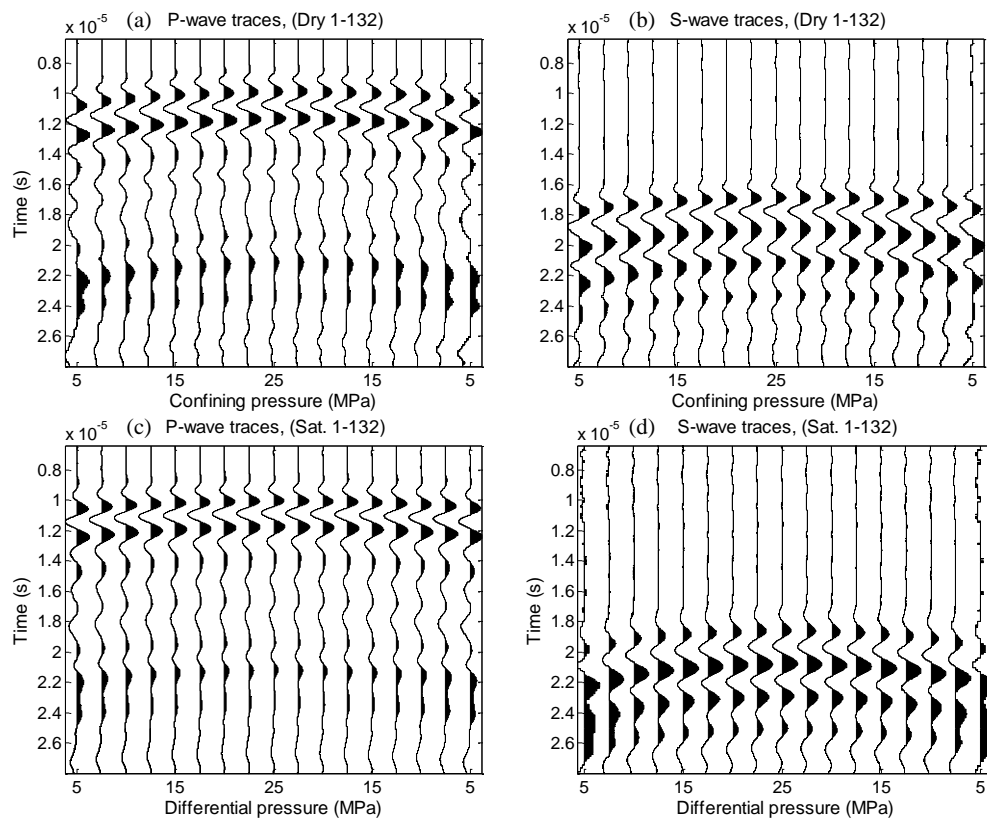 (a) P-wave traces, (Dry 1-132)
x 10^-5
0.8
1
1.2
1.4
1.6
1.8
2
2.2
2.4
2.6
Time (s)
5 15 25 15 5
Confining pressure (MPa)
(b) S-wave traces, (Dry 1-132)
x 10^-5
0.8
1
1.2
1.4
1.6
1.8
2
2.2
2.4
2.6
5 15 25 15 5
Confining pressure (MPa)
(c) P-wave traces, (Sat. 1-132)
x 10^-5
0.8
1
1.2
1.4
1.6
1.8
2
2.2
2.4
2.6
Time (s)
5 15 25 15 5
Differential pressure (MPa)
(d) S-wave traces, (Sat. 1-132)
x 10^-5
0.8
1
1.2
1.4
1.6
1.8
2
2.2
2.4
2.6
Time (s)
5 15 25 15 5
Differential pressure (MPa)